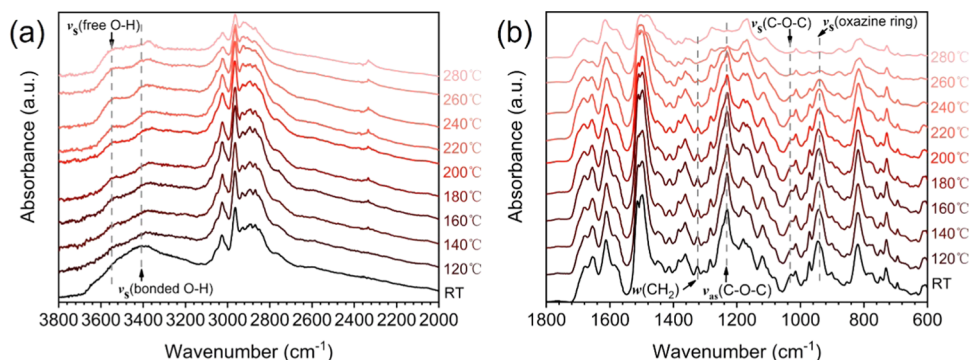 (a)
νs(free O-H)
280℃
260℃
240℃
220℃
200℃
180℃
160℃
140℃
120℃
RT
νs(bonded O-H)
Absorbance (a.u.)
3800 3600 3400 3200 3000 2800 2600 2400 2200 2000
Wavenumber (cm-1)
(b)
νs(C-O-C)
νs(oxazine ring)
280℃
260℃
240℃
220℃
200℃
180℃
160℃
140℃
120℃
RT
w(CH2)
νas(C-O-C)
Absorbance (a.u.)
1800 1600 1400 1200 1000 800 600
Wavenumber (cm-1)